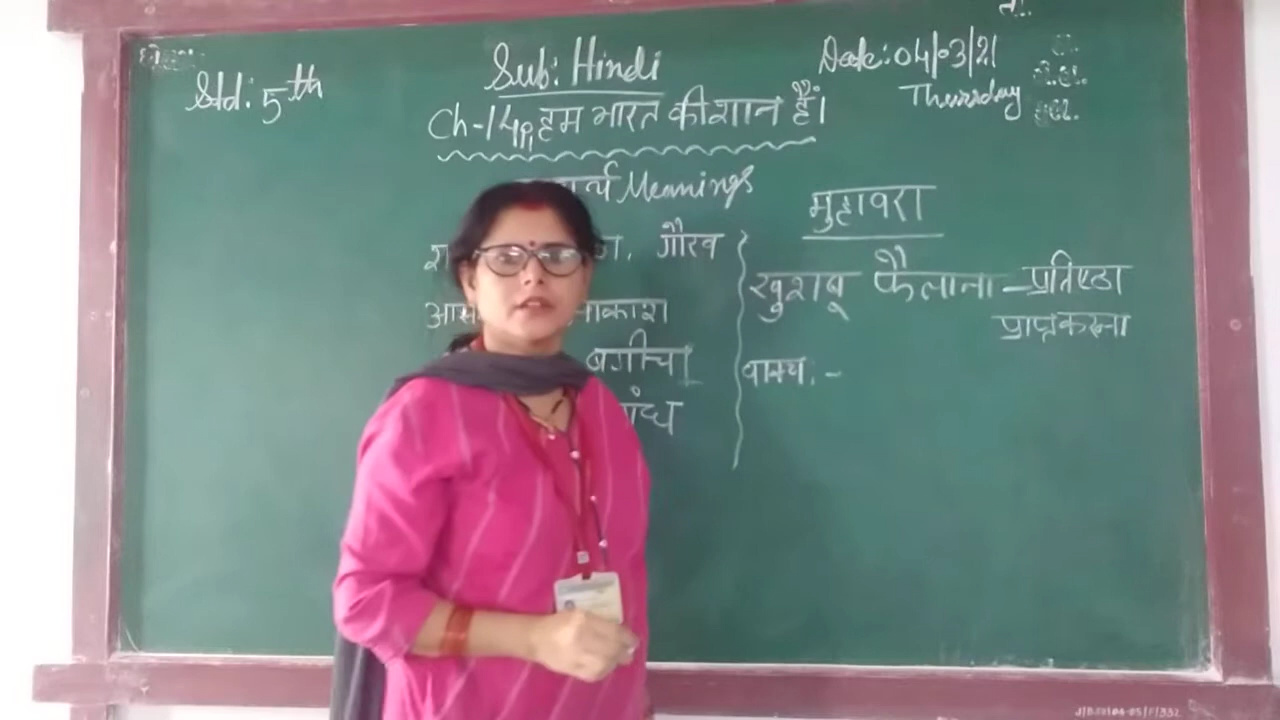 Std: 5th
Sub: Hindi
Date: 04/03/21
Thursday
Ch-14, हम भारत की शान हैं।
Meanings
मुहावरा
गौरव
खुशबू फैलाना - प्रतिष्ठा
प्राप्त करना
बगीचा
वाक्य :-